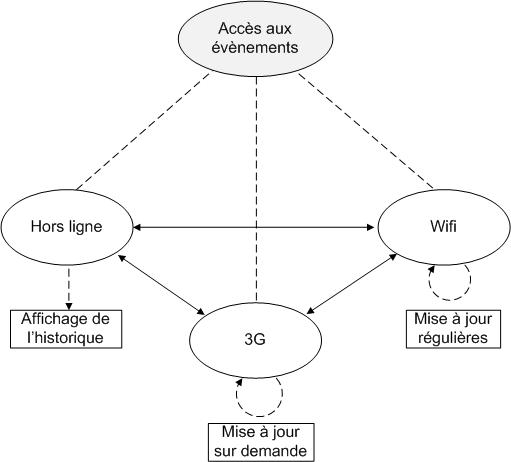 Accès aux
évènements
Hors ligne
Wifi
Affichage de
l'historique
3G
Mise à jour
régulières
Mise à jour
sur demande